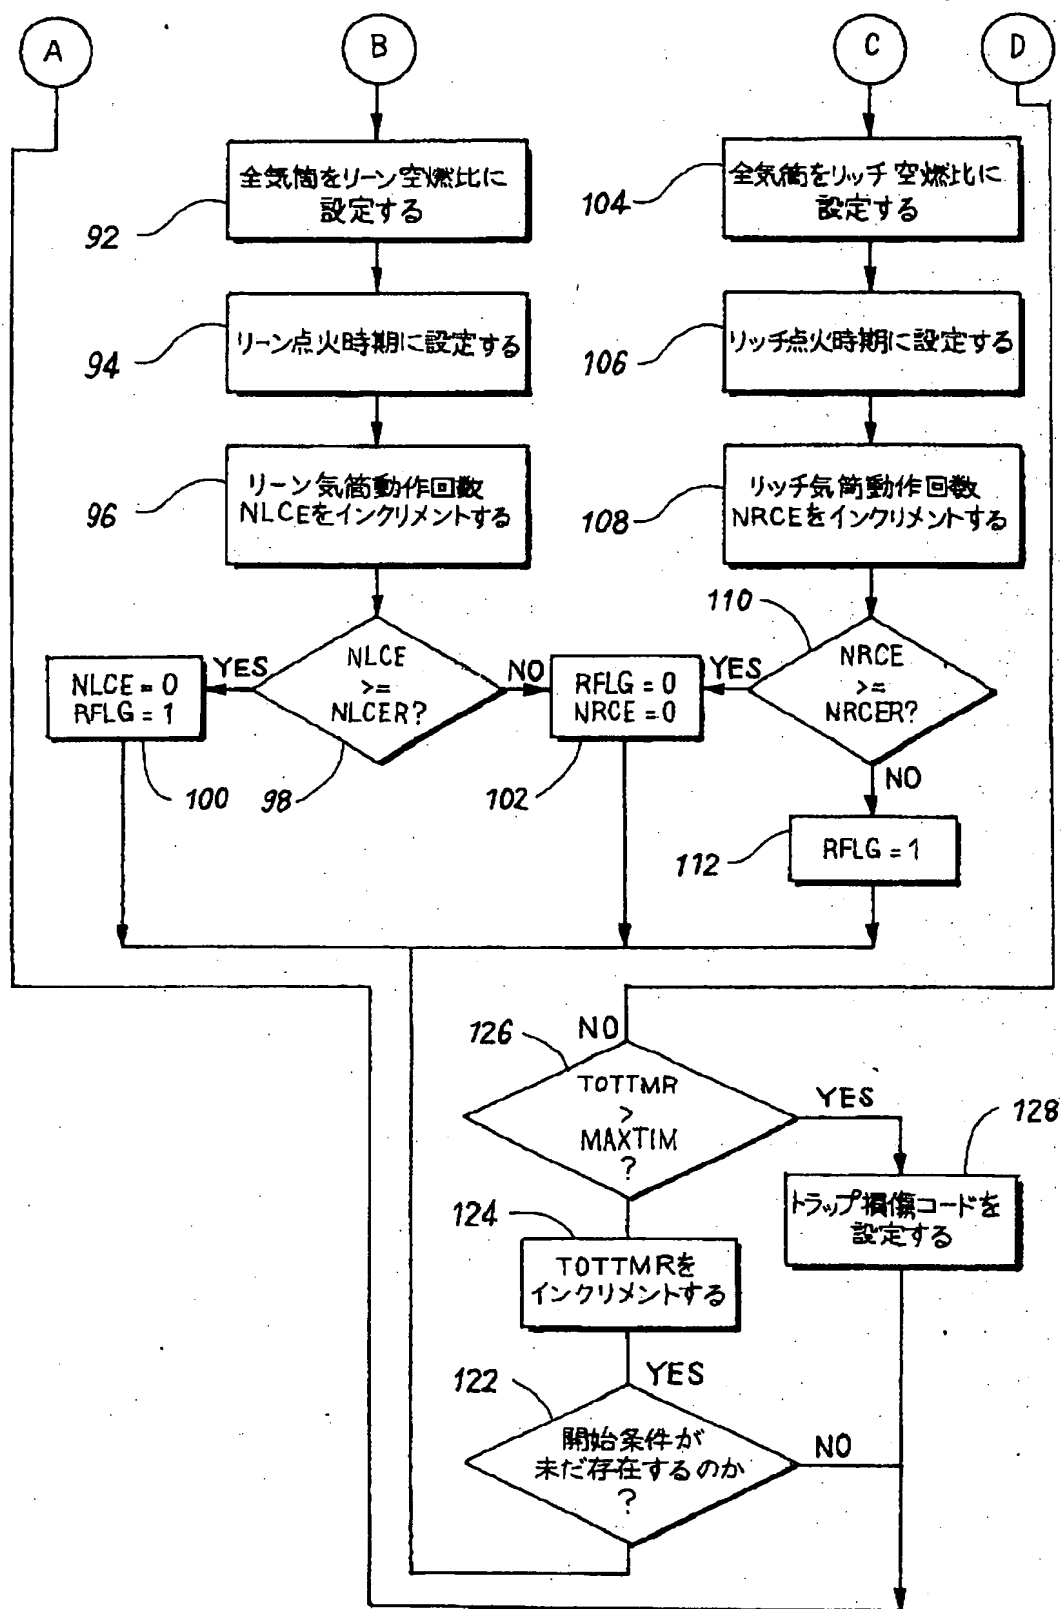 A
B
C
D
全気筒をリーン空燃比に
設定する
92
全気筒をリッチ空燃比に
設定する
104
リーン点火時期に設定する
94
リッチ点火時期に設定する
106
リーン気筒動作回数
NLCEをインクリメントする
96
リッチ気筒動作回数
NRCEをインクリメントする
108
110
NLCE
>=
NLCER?
YES
NO
98
NLCE=0
RFLG=1
100
RFLG=0
NRCE=0
102
NRCE
>=
NRCER?
YES
NO
RFLG=1
112
NO
126
TOTTMR
>
MAXTIM
?
YES
128
トラップ損傷コードを
設定する
124
TOTTMRを
インクリメントする
YES
122
開始条件が
未だ存在するのか
?
NO